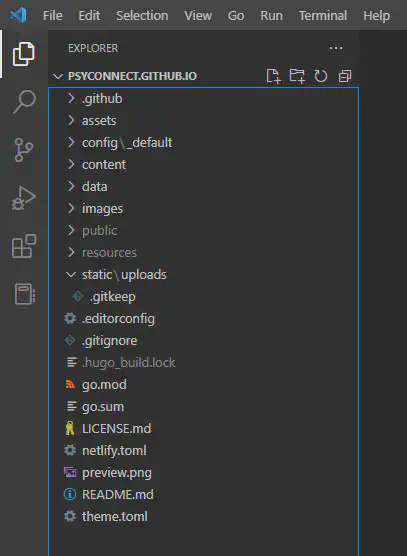 File Edit Selection View Go Run Terminal Help
EXPLORER ...
PSYCONNECT.GITHUB.IO
.github
assets
config\_default
content
data
images
public
resources
static\uploads
.gitkeep
.editorconfig
.gitignore
.hugo_build.lock
go.mod
go.sum
LICENSE.md
netlify.toml
preview.png
README.md
theme.toml